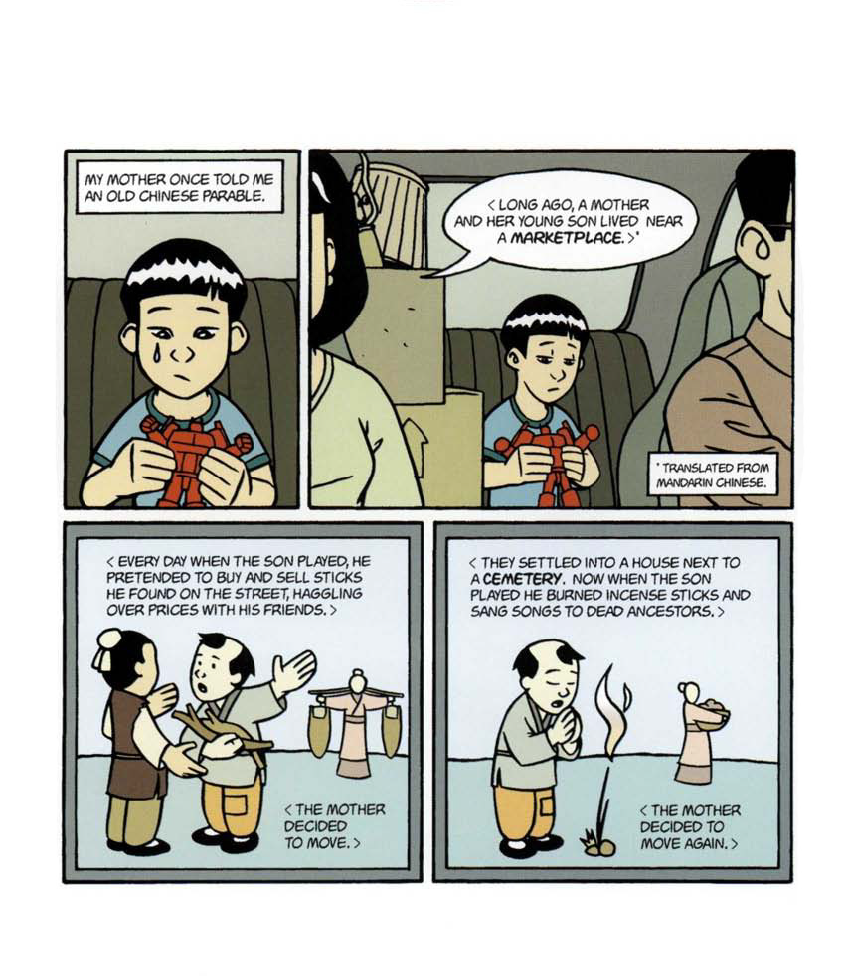 MY MOTHER ONCE TOLD ME
AN OLD CHINESE PARABLE.
< LONG AGO, A MOTHER
AND HER YOUNG SON LIVED NEAR
A MARKETPLACE. >*
* TRANSLATED FROM
MANDARIN CHINESE.
< EVERY DAY WHEN THE SON PLAYED, HE
PRETENDED TO BUY AND SELL STICKS
HE FOUND ON THE STREET, HAGGLING
OVER PRICES WITH HIS FRIENDS. >
< THE MOTHER
DECIDED
TO MOVE. >
< THEY SETTLED INTO A HOUSE NEXT TO
A CEMETERY. NOW WHEN THE SON
PLAYED HE BURNED INCENSE STICKS AND
SANG SONGS TO DEAD ANCESTORS. >
< THE MOTHER
DECIDED TO
MOVE AGAIN. >